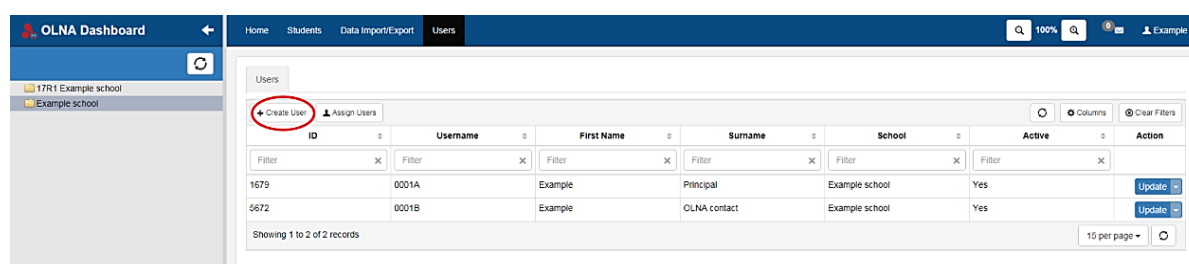 OLNA Dashboard
Home Students Data Import/Export Users
100%
0
Example
17R1 Example school
Example school
Users
+ Create User Assign Users
Columns Clear Filters
ID Username First Name Surname School Active Action
Filter Filter Filter Filter Filter Filter
1679 0001A Example Principal Example school Yes Update
5672 0001B Example OLNA contact Example school Yes Update
Showing 1 to 2 of 2 records
15 per page